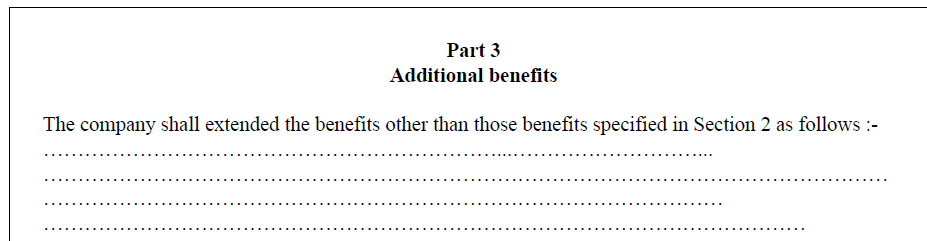 Part 3
Additional benefits
The company shall extended the benefits other than those benefits specified in Section 2 as follows :-
……………………………………………………………...………………………...
……………………………………………………………………………………………………………
………………………………………………………………………………………
…………………………………………………………………………………………………